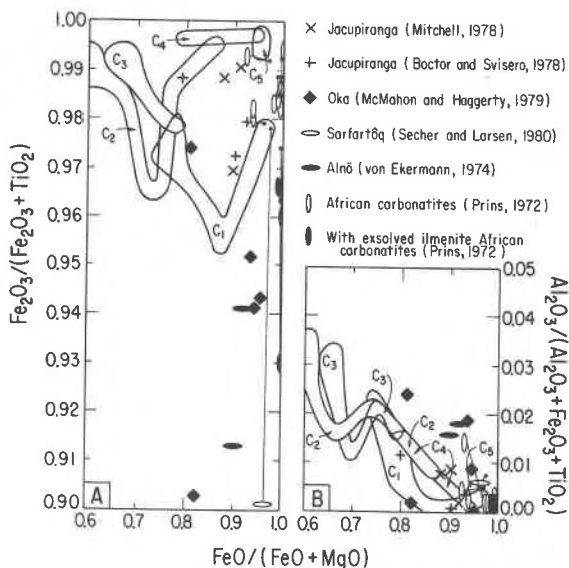 1.00
0.99
0.98
0.97
0.96
0.95
0.94
0.93
0.92
0.91
0.90
Fe2O3/(Fe2O3+TiO2)
C4
C3
C5
C2
C1
A
0.6
0.7
0.8
0.9
1.0
Jacupiranga (Mitchell, 1978)
Jacupiranga (Boctor and Svisero, 1978)
Oka (McMahon and Haggerty, 1979)
Sarfartôq (Secher and Larsen, 1980)
Alnö (von Ekermann, 1974)
African carbonatites (Prins, 1972)
With exsolved ilmenite African
carbonatites (Prins, 1972)
0.05
0.04
0.03
0.02
0.01
0.00
Al2O3/(Al2O3+Fe2O3+TiO2)
C3
C3
C2
C2
C4
C5
C1
B
0.6
0.7
0.8
0.9
1.0
FeO/(FeO+MgO)